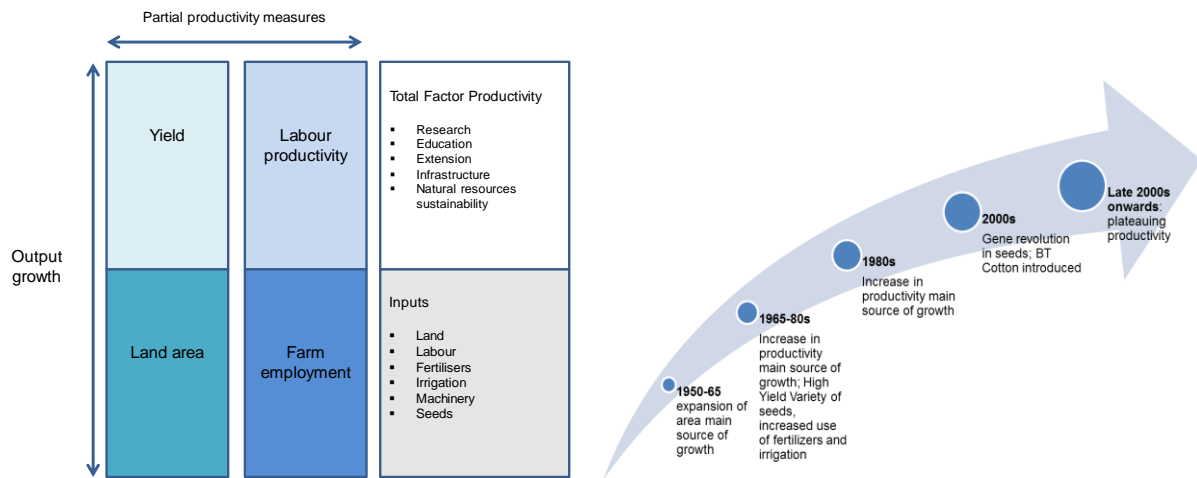 Partial productivity measures
Output
growth
Yield
Labour
productivity
Total Factor Productivity
▪ Research
▪ Education
▪ Extension
▪ Infrastructure
▪ Natural resources
sustainability
Land area
Farm
employment
Inputs
▪ Land
▪ Labour
▪ Fertilisers
▪ Irrigation
▪ Machinery
▪ Seeds
1950-65
expansion of
area main
source of
growth
1965-80s
Increase in
productivity
main source of
growth; High
Yield Variety of
seeds,
increased use
of fertilizers and
irrigation
1980s
Increase in
productivity main
source of growth
2000s
Gene revolution
in seeds; BT
Cotton introduced
Late 2000s
onwards:
plateauing
productivity